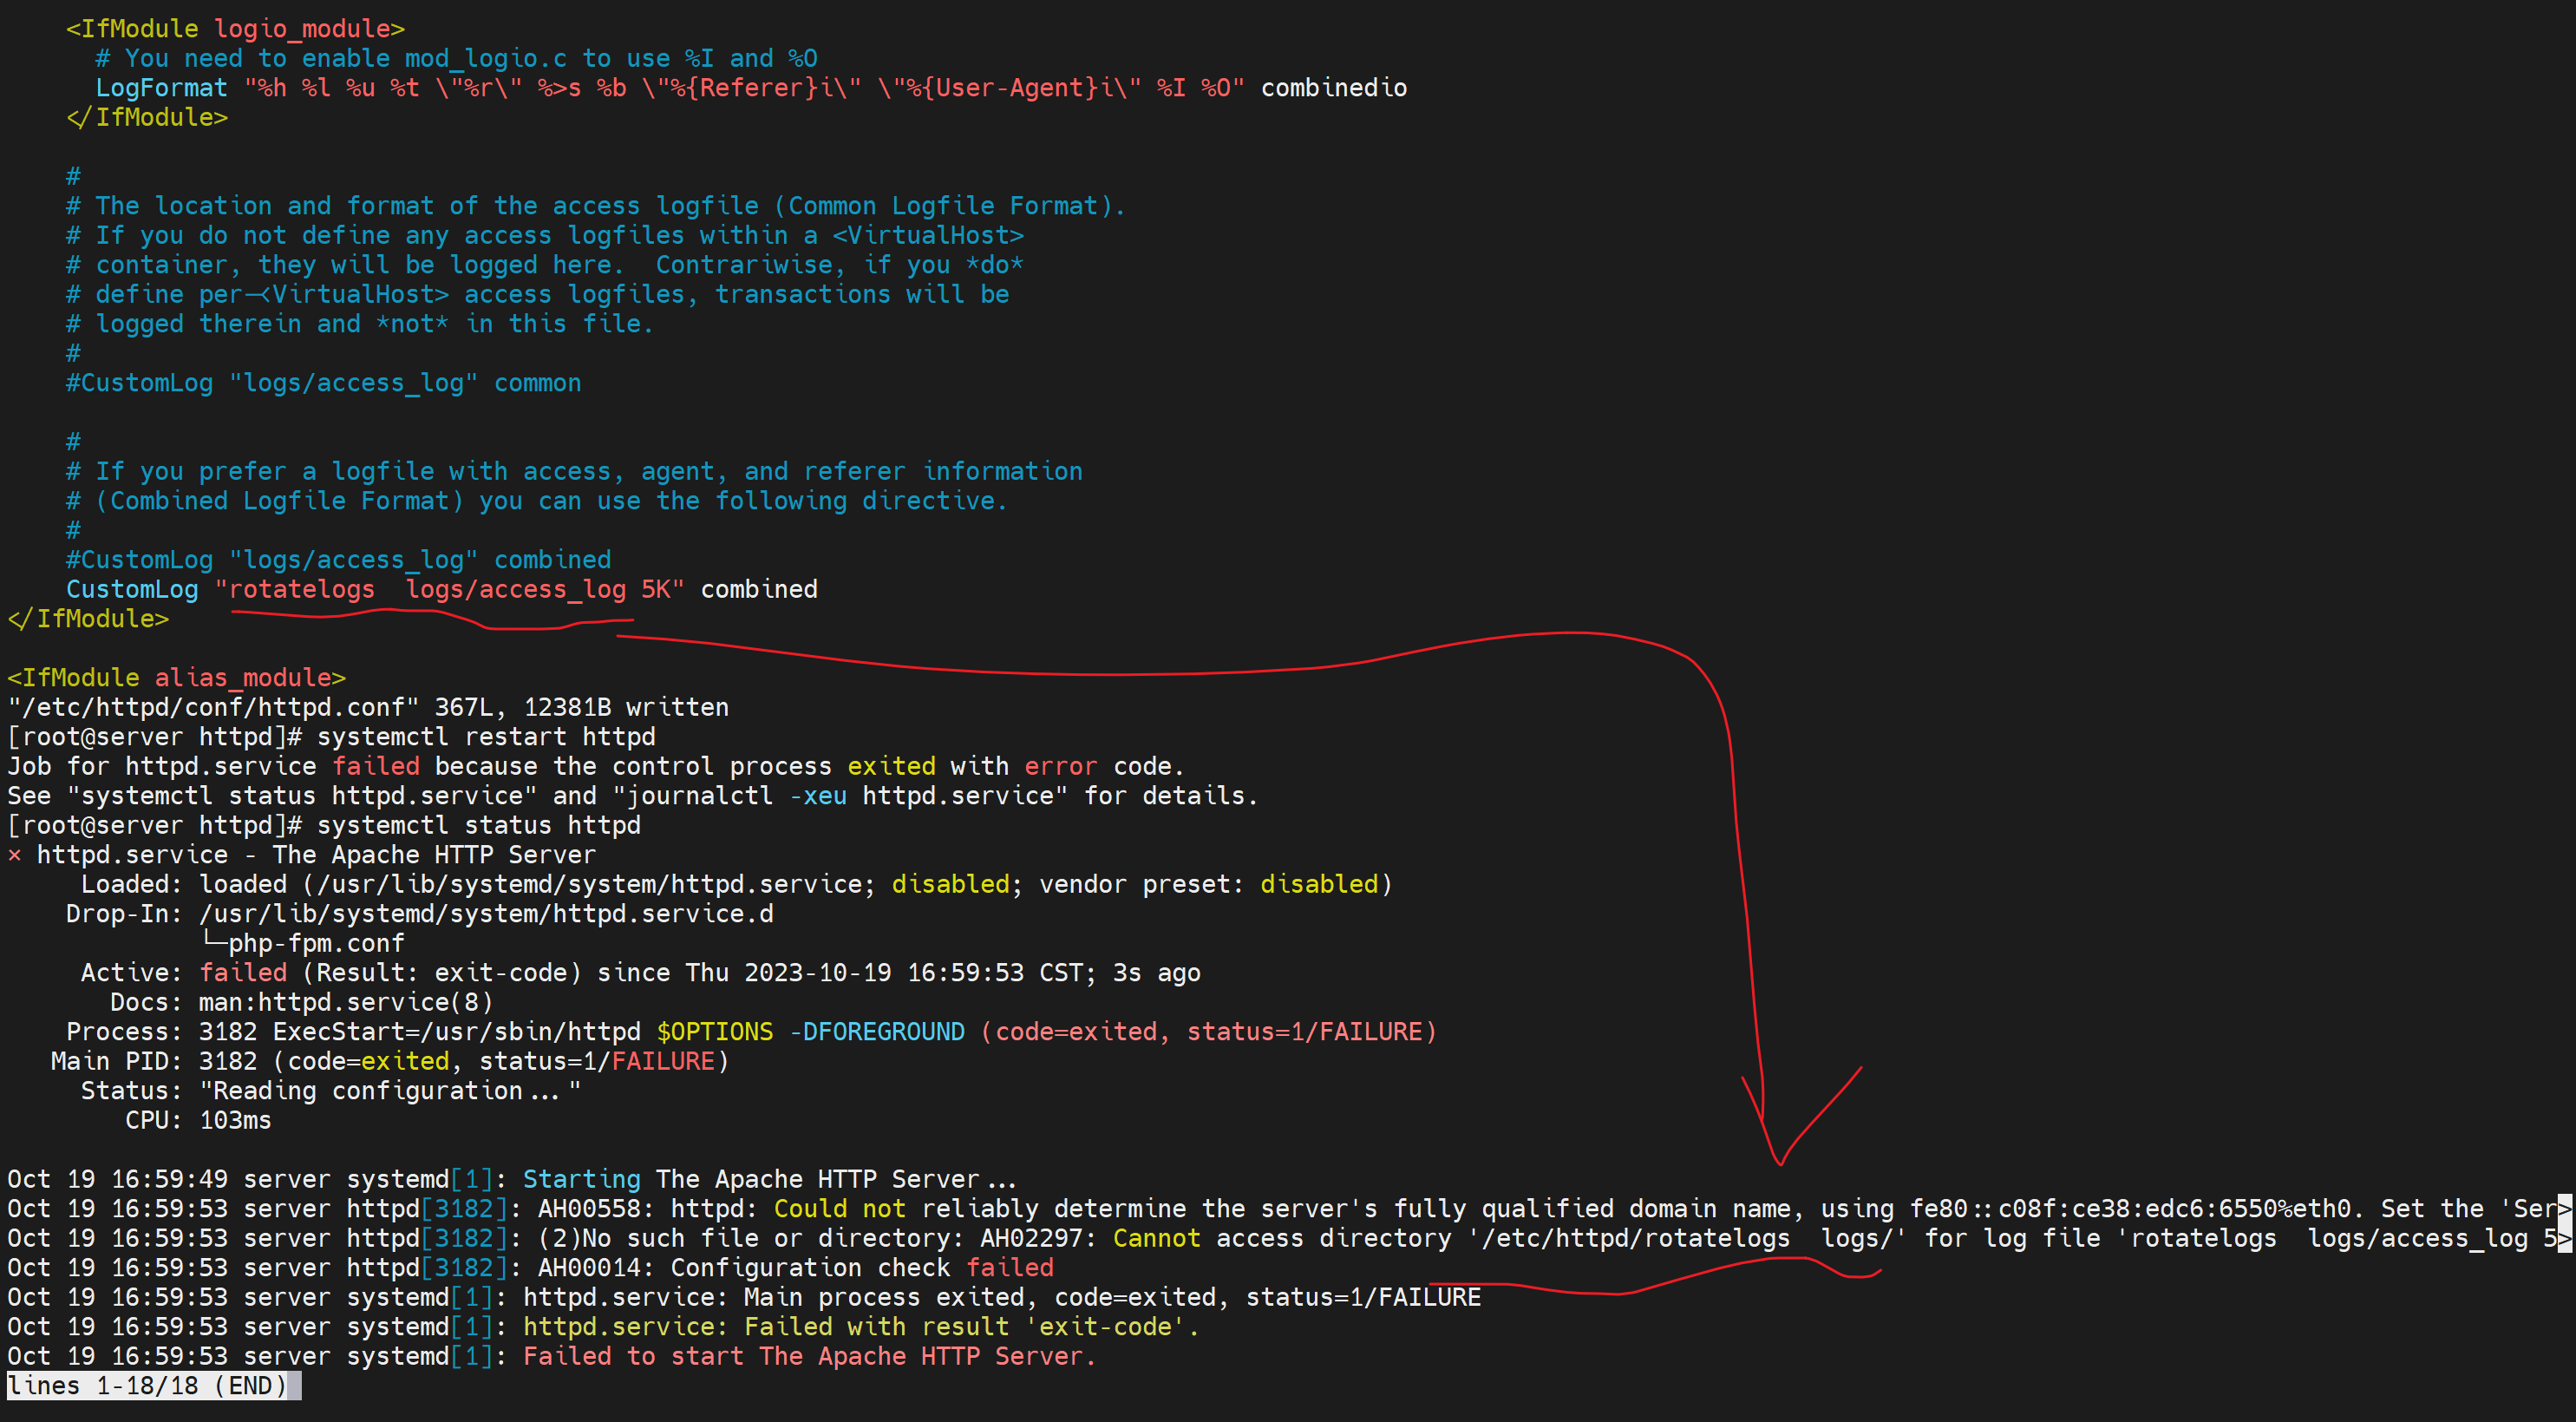 <IfModule logio_module>
# You need to enable mod_logio.c to use %I and %O
LogFormat "%h %l %u %t \"%r\" %>s %b \"%{Referer}i\" \"%{User-Agent}i\" %I %O" combinedio
</IfModule>
#
# The location and format of the access logfile (Common Logfile Format).
# If you do not define any access logfiles within a <VirtualHost>
# container, they will be logged here.  Contrariwise, if you *do*
# define per-<VirtualHost> access logfiles, transactions will be
# logged therein and *not* in this file.
#
#CustomLog "logs/access_log" common
#
# If you prefer a logfile with access, agent, and referer information
# (Combined Logfile Format) you can use the following directive.
#
#CustomLog "logs/access_log" combined
CustomLog "rotatelogs  logs/access_log 5K" combined
</IfModule>
<IfModule alias_module>
"/etc/httpd/conf/httpd.conf" 367L, 12381B written
[root@server httpd]# systemctl restart httpd
Job for httpd.service failed because the control process exited with error code.
See "systemctl status httpd.service" and "journalctl -xeu httpd.service" for details.
[root@server httpd]# systemctl status httpd
× httpd.service - The Apache HTTP Server
Loaded: loaded (/usr/lib/systemd/system/httpd.service; disabled; vendor preset: disabled)
Drop-In: /usr/lib/systemd/system/httpd.service.d
└─php-fpm.conf
Active: failed (Result: exit-code) since Thu 2023-10-19 16:59:53 CST; 3s ago
Docs: man:httpd.service(8)
Process: 3182 ExecStart=/usr/sbin/httpd $OPTIONS -DFOREGROUND (code=exited, status=1/FAILURE)
Main PID: 3182 (code=exited, status=1/FAILURE)
Status: "Reading configuration..."
CPU: 103ms
Oct 19 16:59:49 server systemd[1]: Starting The Apache HTTP Server...
Oct 19 16:59:53 server httpd[3182]: AH00558: httpd: Could not reliably determine the server's fully qualified domain name, using fe80::c08f:ce38:edc6:6550%eth0. Set the 'Ser>
Oct 19 16:59:53 server httpd[3182]: (2)No such file or directory: AH02297: Cannot access directory '/etc/httpd/rotatelogs  logs/' for log file 'rotatelogs  logs/access_log 5>
Oct 19 16:59:53 server httpd[3182]: AH00014: Configuration check failed
Oct 19 16:59:53 server systemd[1]: httpd.service: Main process exited, code=exited, status=1/FAILURE
Oct 19 16:59:53 server systemd[1]: httpd.service: Failed with result 'exit-code'.
Oct 19 16:59:53 server systemd[1]: Failed to start The Apache HTTP Server.
lines 1-18/18 (END)